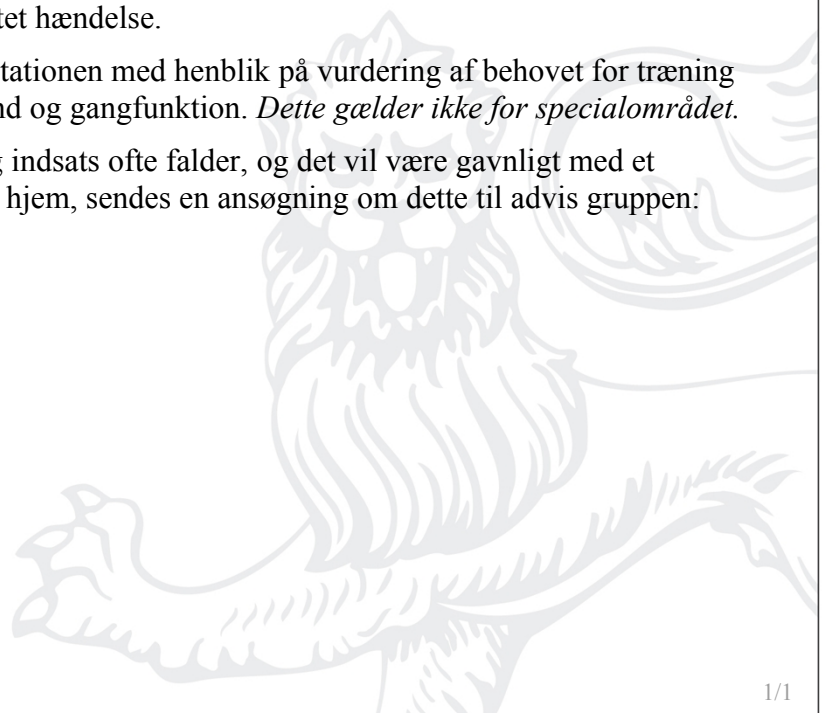 tet hændelse.
tationen med henblik på vurdering af behovet for træning
nd og gangfunktion. Dette gælder ikke for specialområdet.
g indsats ofte falder, og det vil være gavnligt med et
hjem, sendes en ansøgning om dette til advis gruppen:
1/1